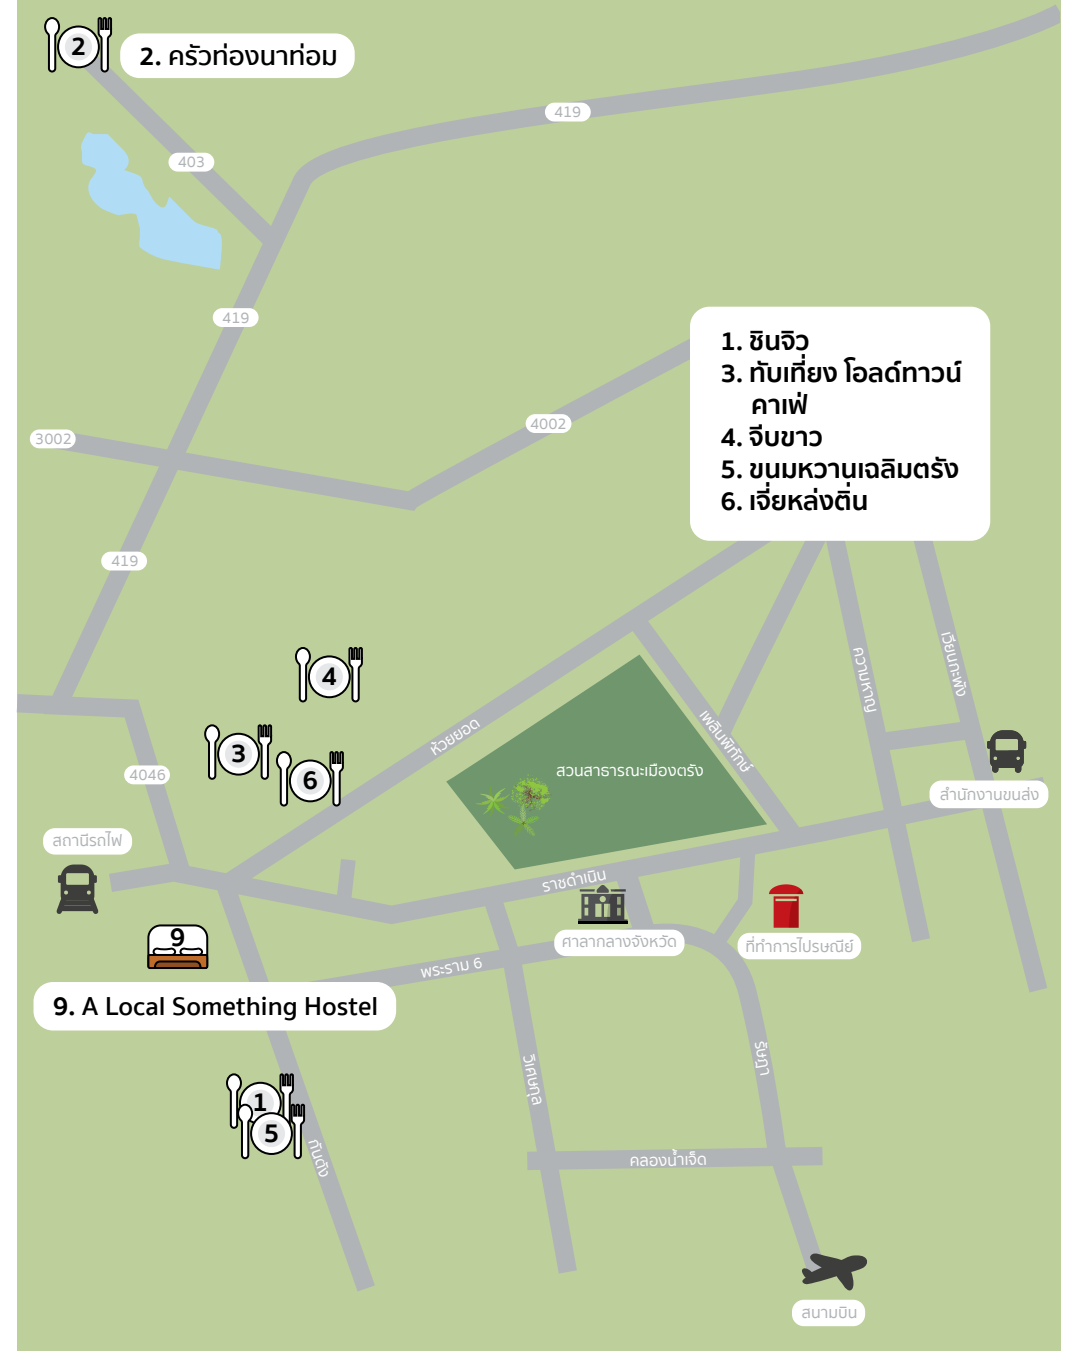 2
2. ครัวท่องนาท่อม
419
403
419
1. ชินจิว
3. ทับเที่ยง โอลด์ทาวน์
คาเฟ่
4. จีบขาว
5. ขนมหวานเฉลิมตรัง
6. เจี่ยหล่งติ่น
4002
3002
419
4
ห้วยยอด
เพลินพิทักษ์
ควานหาญ
เวียนกะพัง
3
6
สวนสาธารณะเมืองตรัง
4046
สำนักงานขนส่ง
สถานีรถไฟ
ราชดำเนิน
9
ศาลากลางจังหวัด
ที่ทำการไปรษณีย์
พระราม 6
9. A Local Something Hostel
วิเศษกุล
รัษฎา
1
5
กันตัง
คลองน้ำเจ็ด
สนามบิน